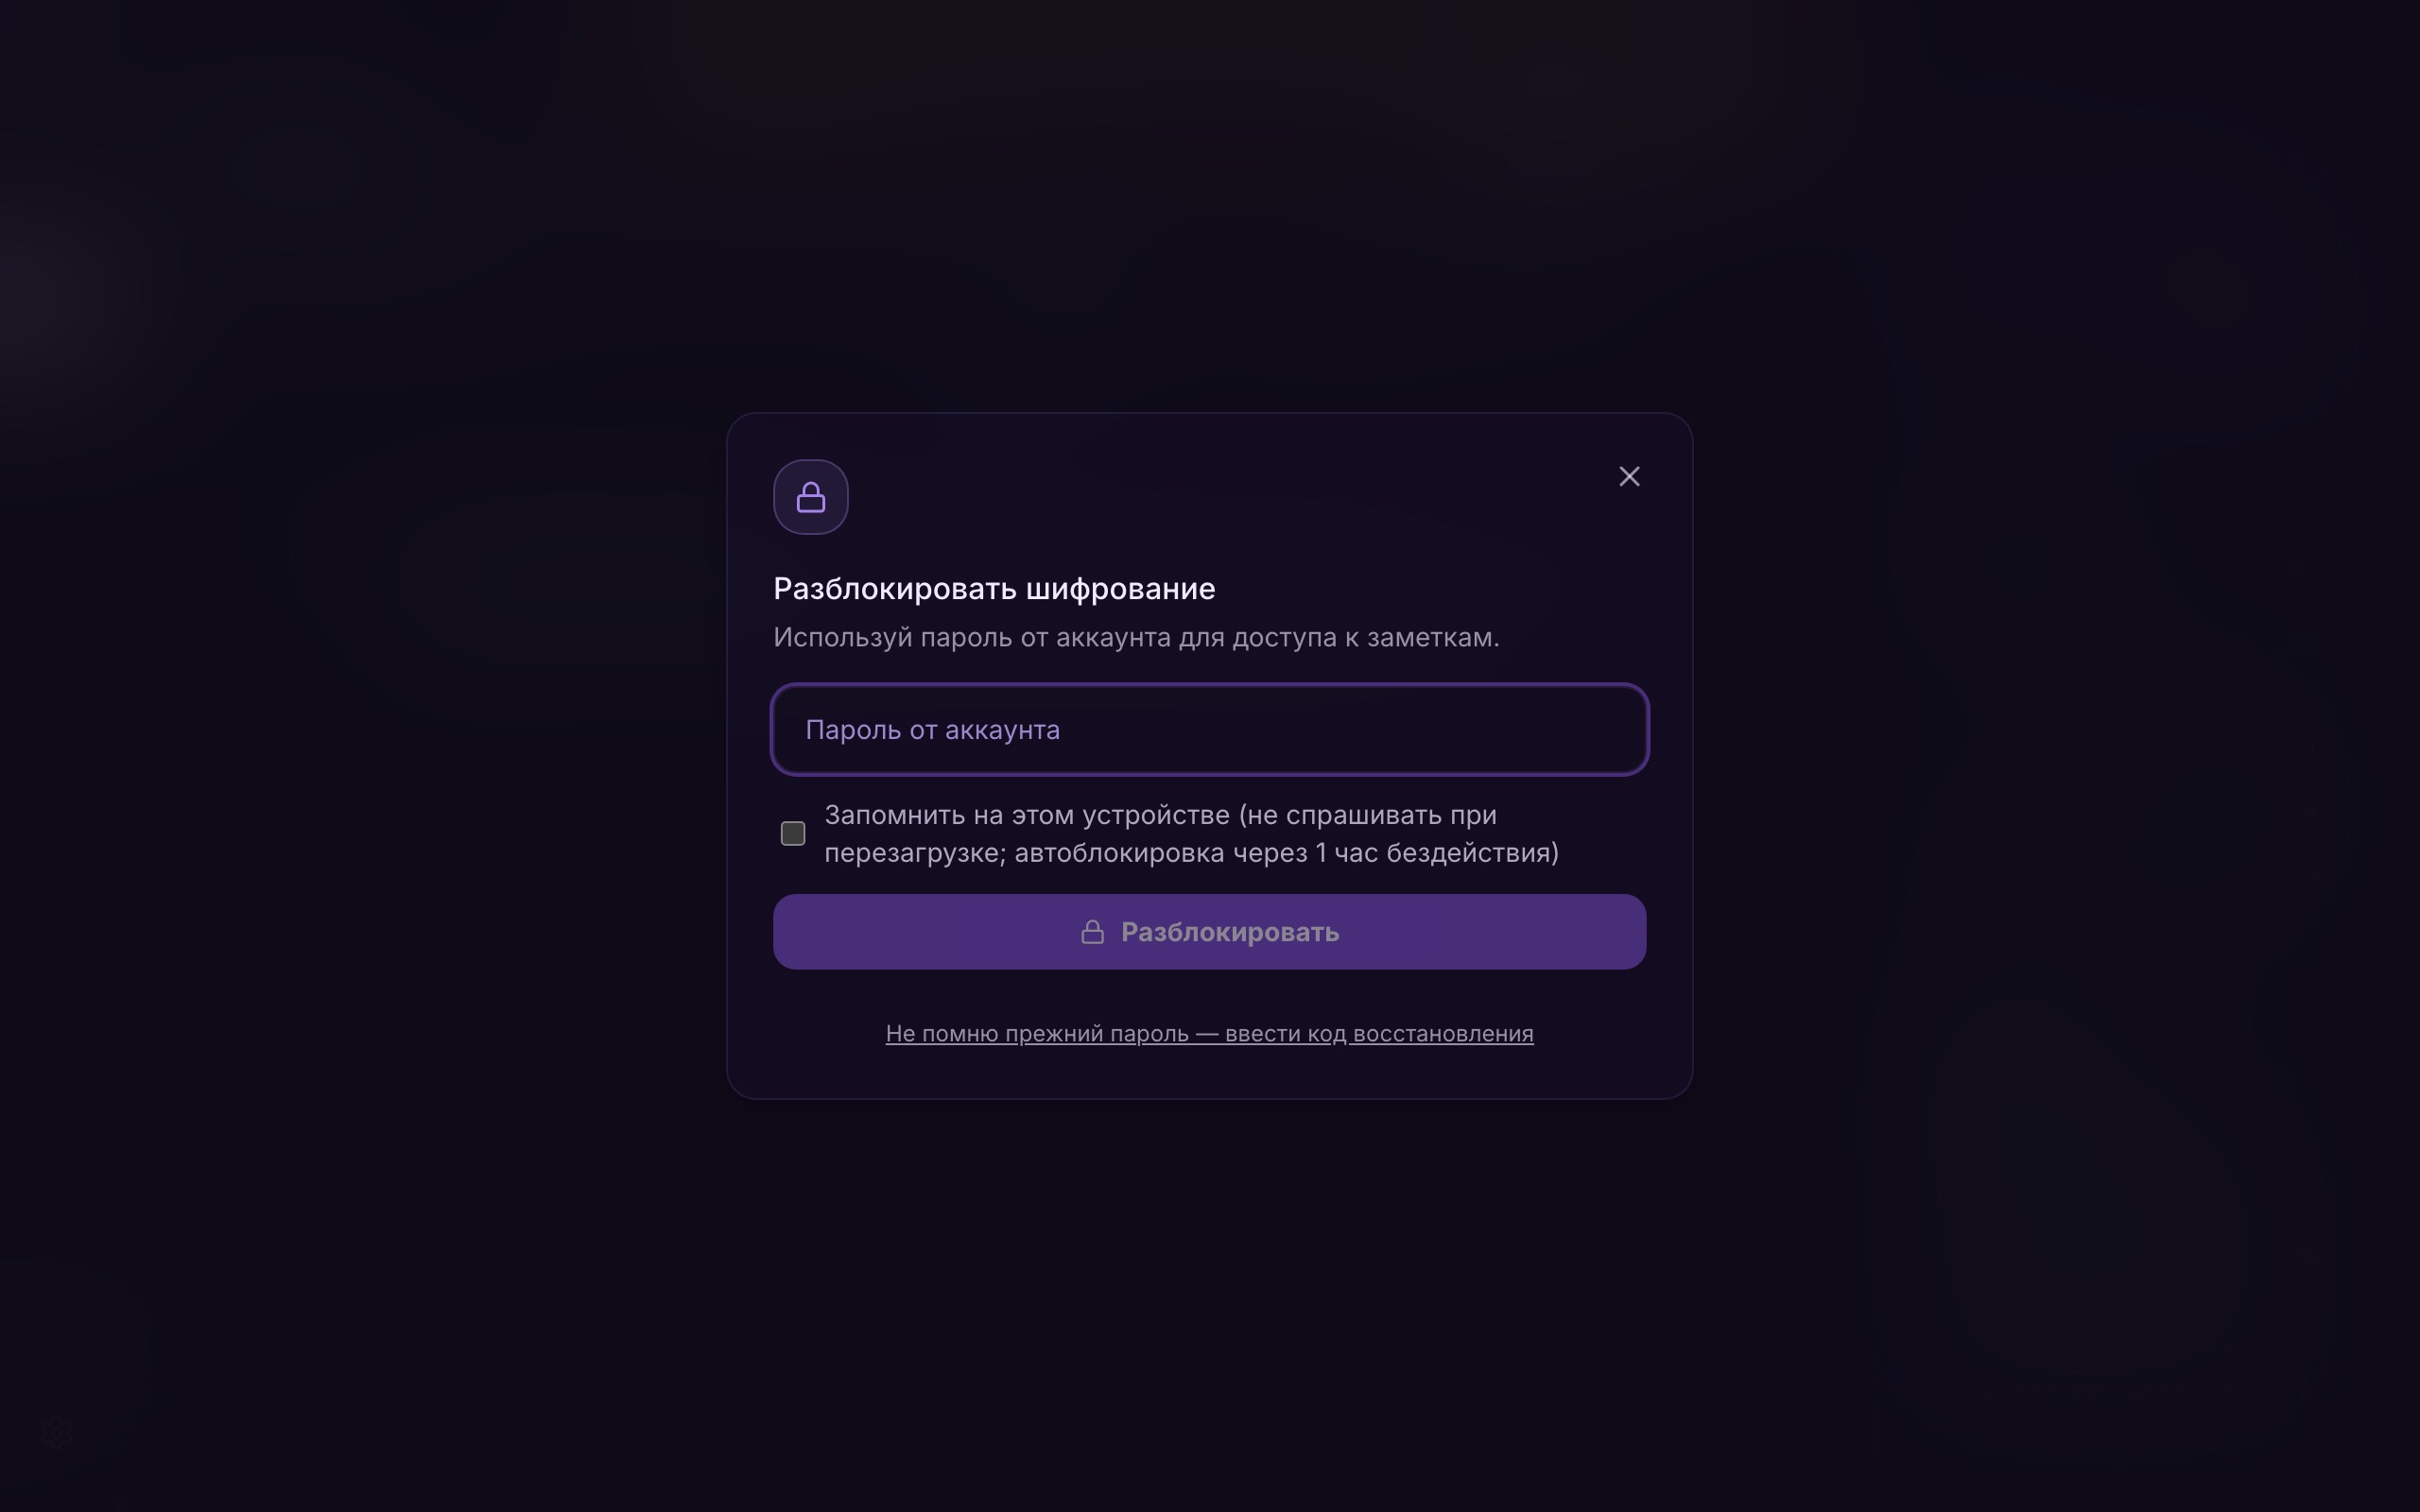 Разблокировать шифрование
Используй пароль от аккаунта для доступа к заметкам.
Пароль от аккаунта
Запомнить на этом устройстве (не спрашивать при
перезагрузке; автоблокировка через 1 час бездействия)
Разблокировать
Не помню прежний пароль — ввести код восстановления